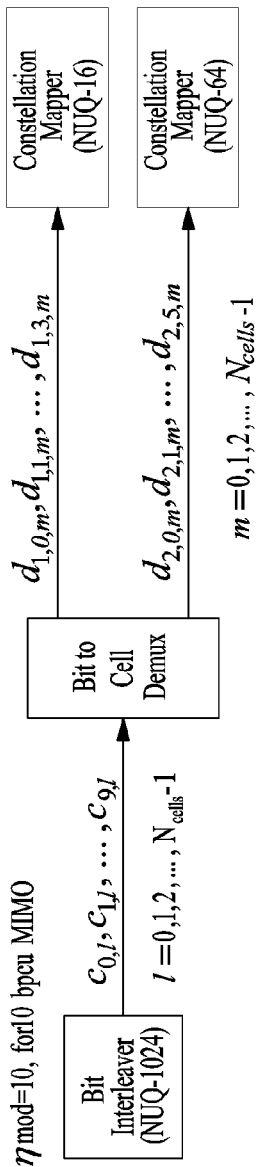 η mod=10, for10 bpcu MIMO
Bit
Interleaver
(NUQ-1024)
c0,l, c1,l, ... , c9,l
l =0,1,2, ... , Ncells-1
Bit to
Cell
Demux
d1,0,m, d1,1,m, ... , d1,3,m
d2,0,m, d2,1,m, ... , d2,5,m
m =0,1,2,... , Ncells -1
Constellation
Mapper
(NUQ-16)
Constellation
Mapper
(NUQ-64)